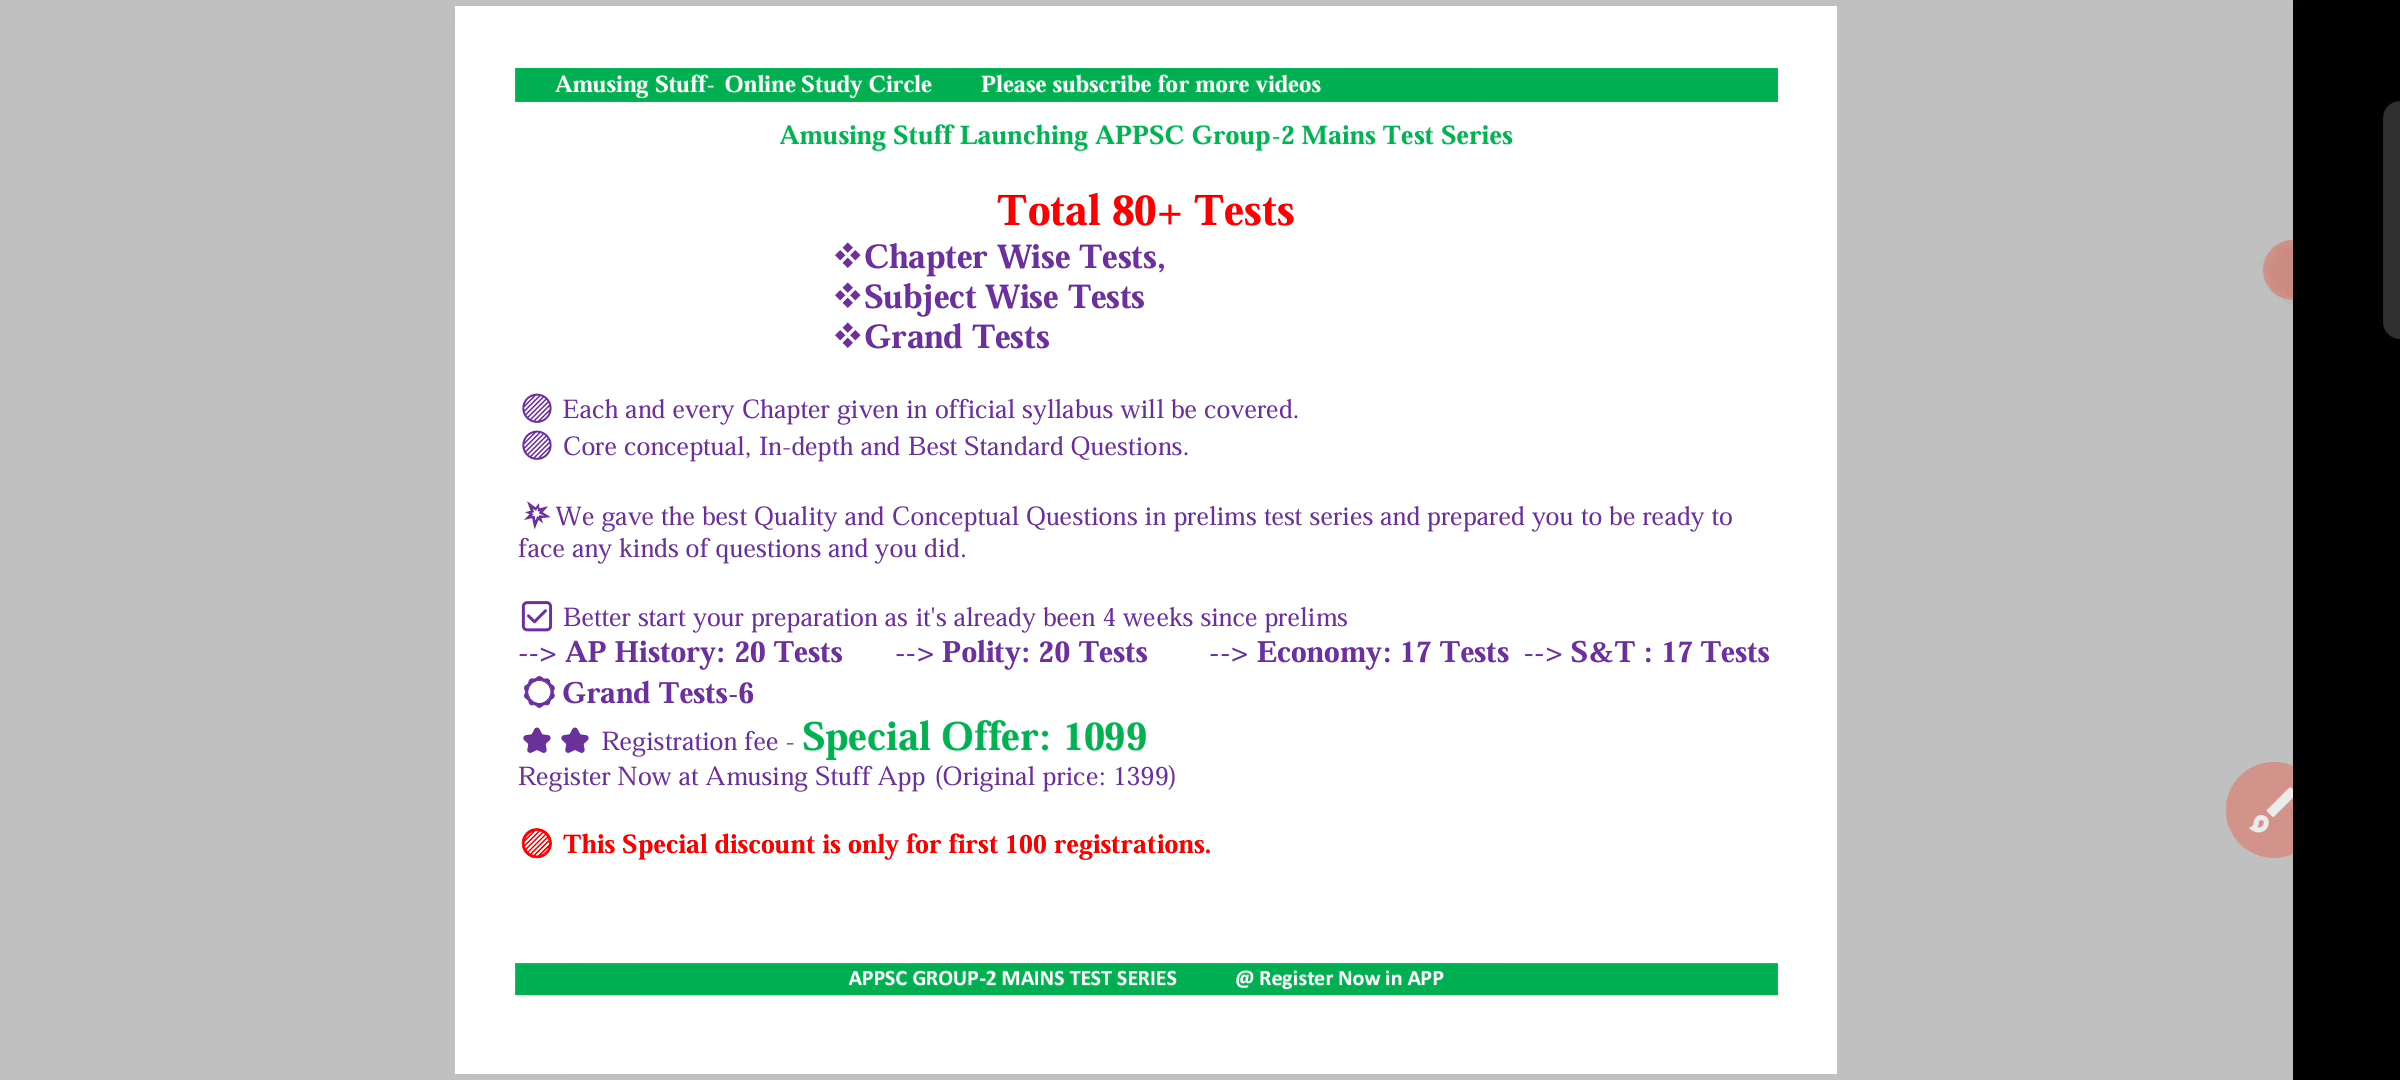 Amusing Stuff- Online Study Circle Please subscribe for more videos
Amusing Stuff Launching APPSC Group-2 Mains Test Series
Total 80+ Tests
❖Chapter Wise Tests,
❖Subject Wise Tests
❖Grand Tests
Each and every Chapter given in official syllabus will be covered.
Core conceptual, In-depth and Best Standard Questions.
We gave the best Quality and Conceptual Questions in prelims test series and prepared you to be ready to
face any kinds of questions and you did.
Better start your preparation as it's already been 4 weeks since prelims
--> AP History: 20 Tests --> Polity: 20 Tests --> Economy: 17 Tests --> S&T : 17 Tests
Grand Tests-6
Registration fee - Special Offer: 1099
Register Now at Amusing Stuff App (Original price: 1399)
This Special discount is only for first 100 registrations.
APPSC GROUP-2 MAINS TEST SERIES @ Register Now in APP